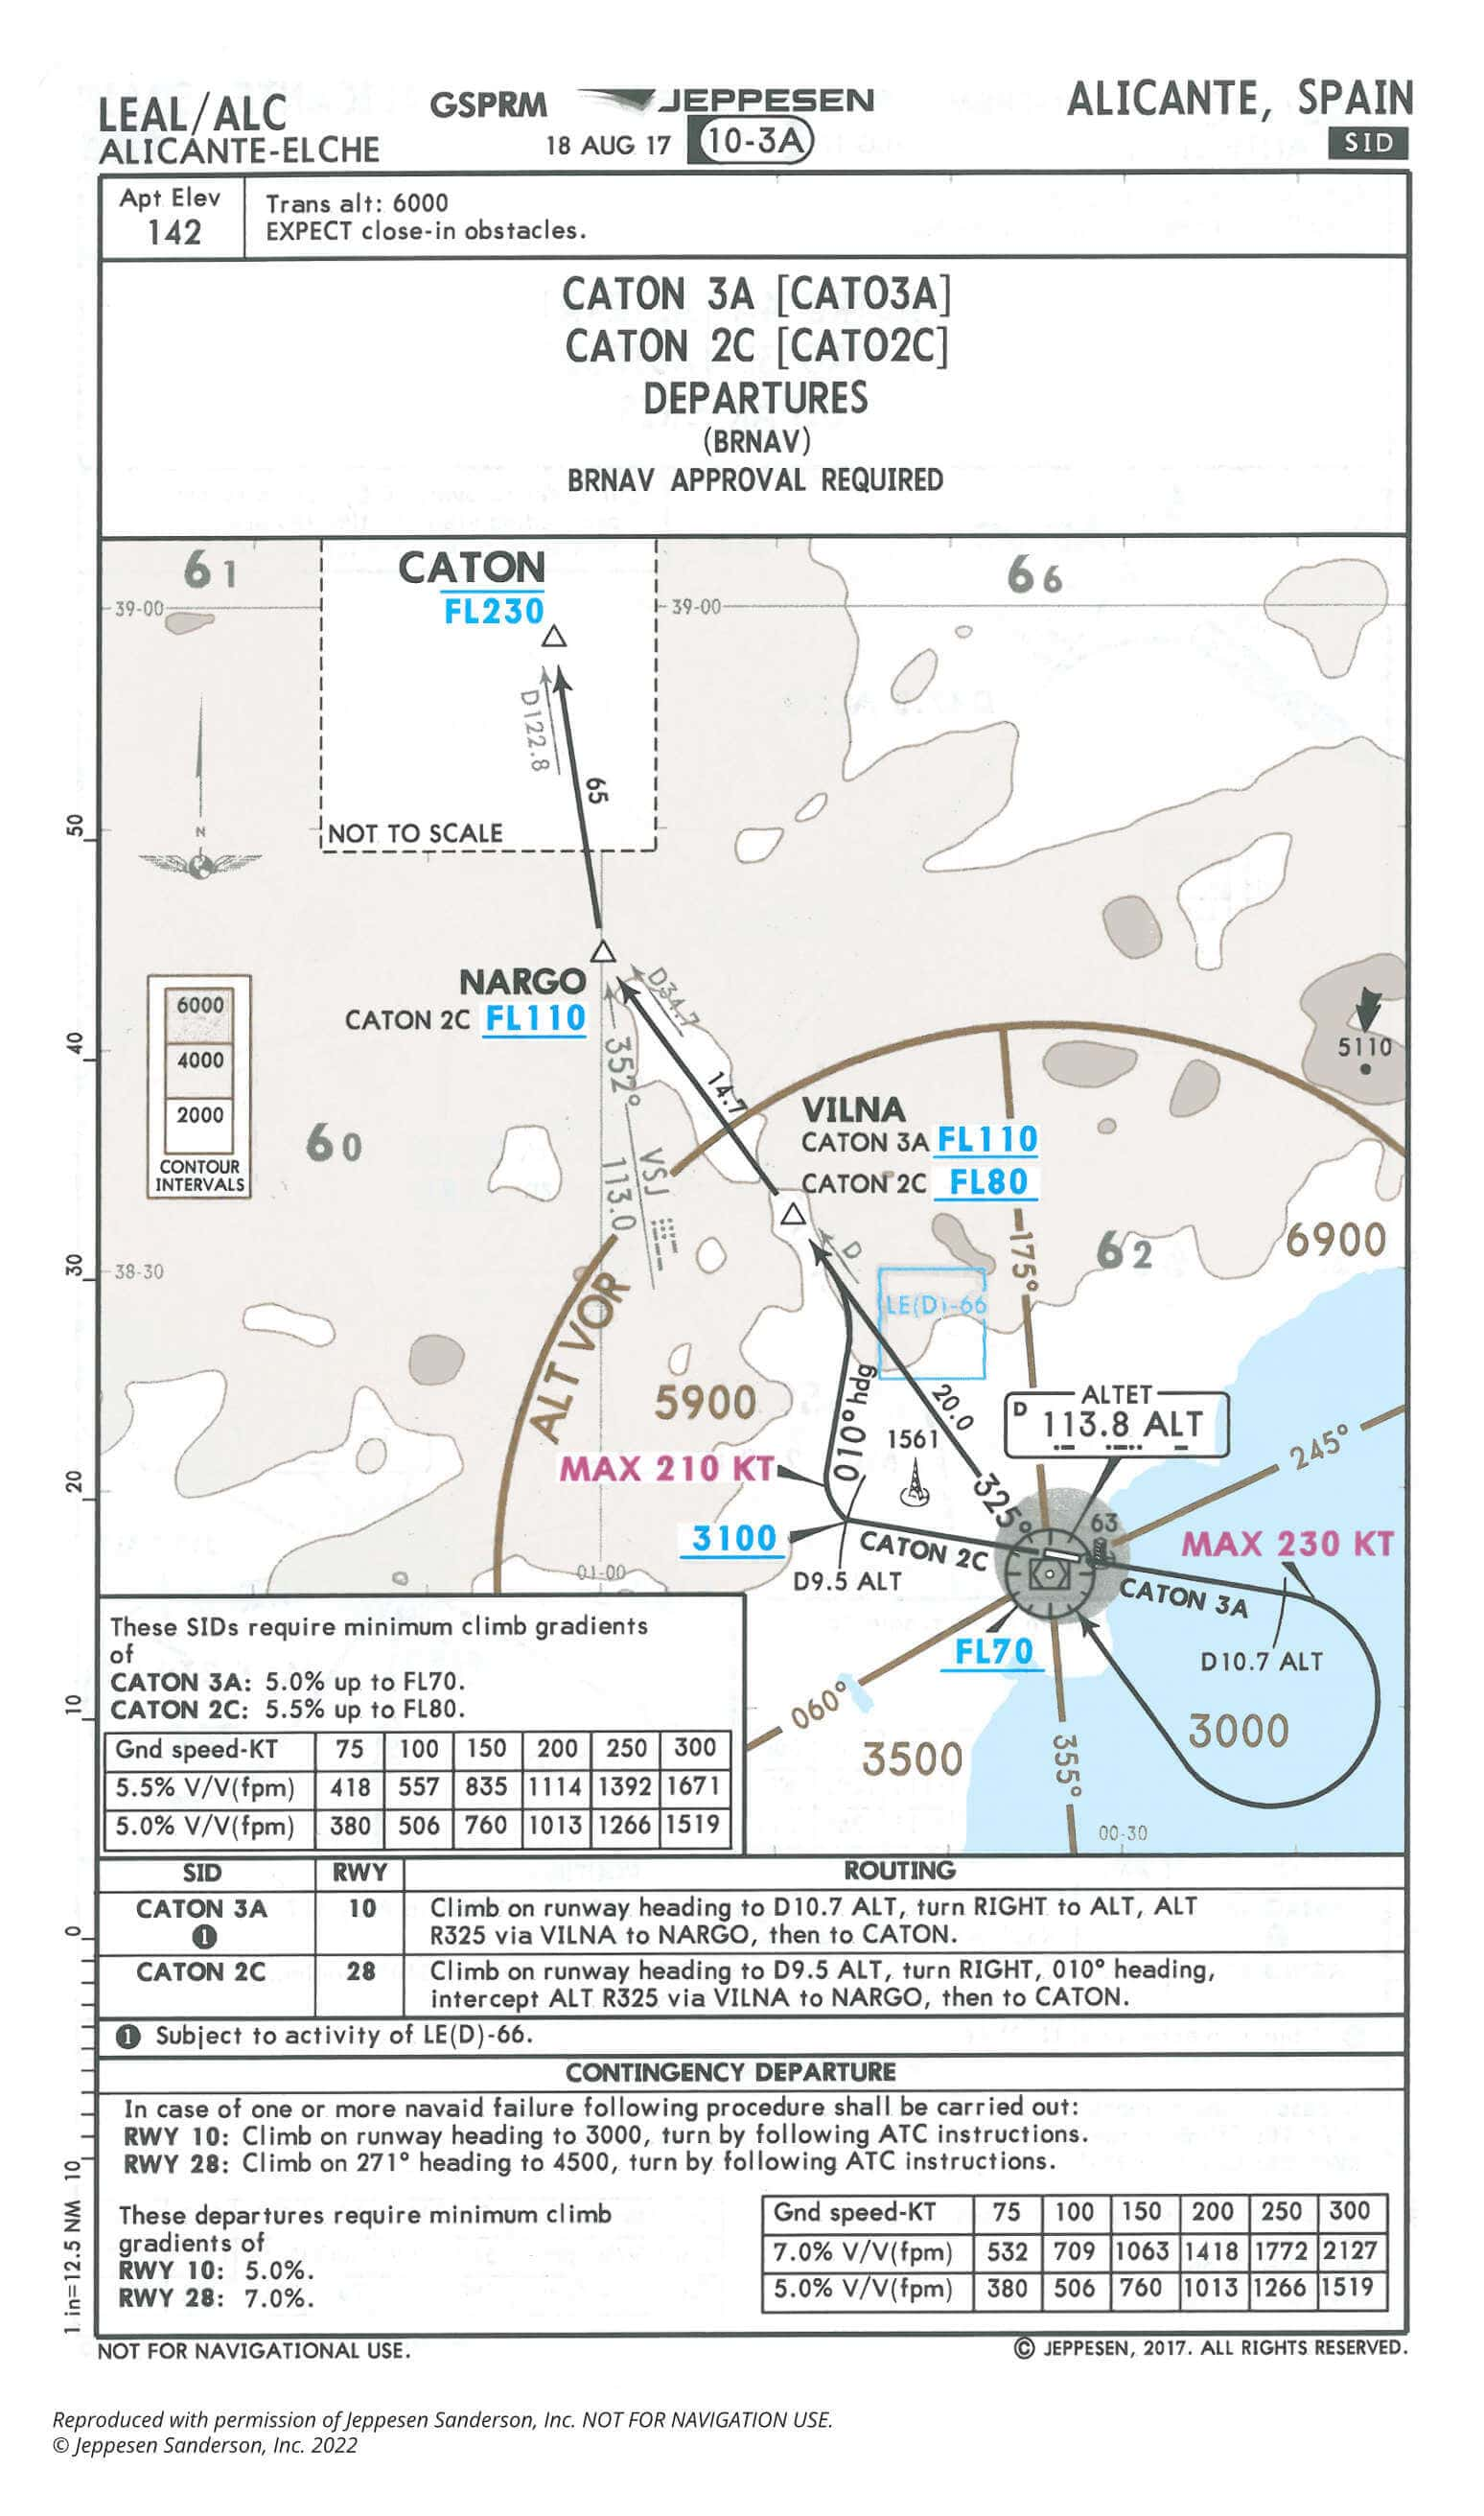 LEAL/ALC GSPRM JEPPESEN ALICANTE, SPAIN
ALICANTE-ELCHE 18 AUG 17 10-3A SID
Apt Elev
142
Trans alt: 6000
EXPECT close-in obstacles.
CATON 3A [CATO3A]
CATON 2C [CATO2C]
DEPARTURES
(BRNAV)
BRNAV APPROVAL REQUIRED
61
CATON
FL230
66
39-00
39-00
D122.8
65
50
N
NOT TO SCALE
NARGO
CATON 2C FL110
D34.7
6000
4000
2000
CONTOUR
INTERVALS
40
5110
352°
14.7
VILNA
CATON 3A FL110
CATON 2C FL80
60
VSJ
113.0
175°
62
6900
30
38-30
D
LE(D)-66
ALT VOR
5900
010° hdg
20.0
ALTET
D 113.8 ALT
1561
245°
MAX 210 KT
20
325°
63
3100
CATON 2C
MAX 230 KT
01-00
D9.5 ALT
CATON 3A
FL70
D10.7 ALT
060°
3500
3000
355°
00-30
These SIDs require minimum climb gradients
of
CATON 3A: 5.0% up to FL70.
CATON 2C: 5.5% up to FL80.
10
Gnd speed-KT 75 100 150 200 250 300
5.5% V/V(fpm) 418 557 835 1114 1392 1671
5.0% V/V(fpm) 380 506 760 1013 1266 1519
SID RWY ROUTING
CATON 3A 10 Climb on runway heading to D10.7 ALT, turn RIGHT to ALT, ALT
1 R325 via VILNA to NARGO, then to CATON.
0
CATON 2C 28 Climb on runway heading to D9.5 ALT, turn RIGHT, 010° heading,
intercept ALT R325 via VILNA to NARGO, then to CATON.
1 Subject to activity of LE(D)-66.
CONTINGENCY DEPARTURE
In case of one or more navaid failure following procedure shall be carried out:
RWY 10: Climb on runway heading to 3000, turn by following ATC instructions.
RWY 28: Climb on 271° heading to 4500, turn by following ATC instructions.
These departures require minimum climb
gradients of
RWY 10: 5.0%.
RWY 28: 7.0%.
Gnd speed-KT 75 100 150 200 250 300
7.0% V/V(fpm) 532 709 1063 1418 1772 2127
5.0% V/V(fpm) 380 506 760 1013 1266 1519
1 in=12.5 NM 10
NOT FOR NAVIGATIONAL USE. © JEPPESEN, 2017. ALL RIGHTS RESERVED.
Reproduced with permission of Jeppesen Sanderson, Inc. NOT FOR NAVIGATION USE.
© Jeppesen Sanderson, Inc. 2022